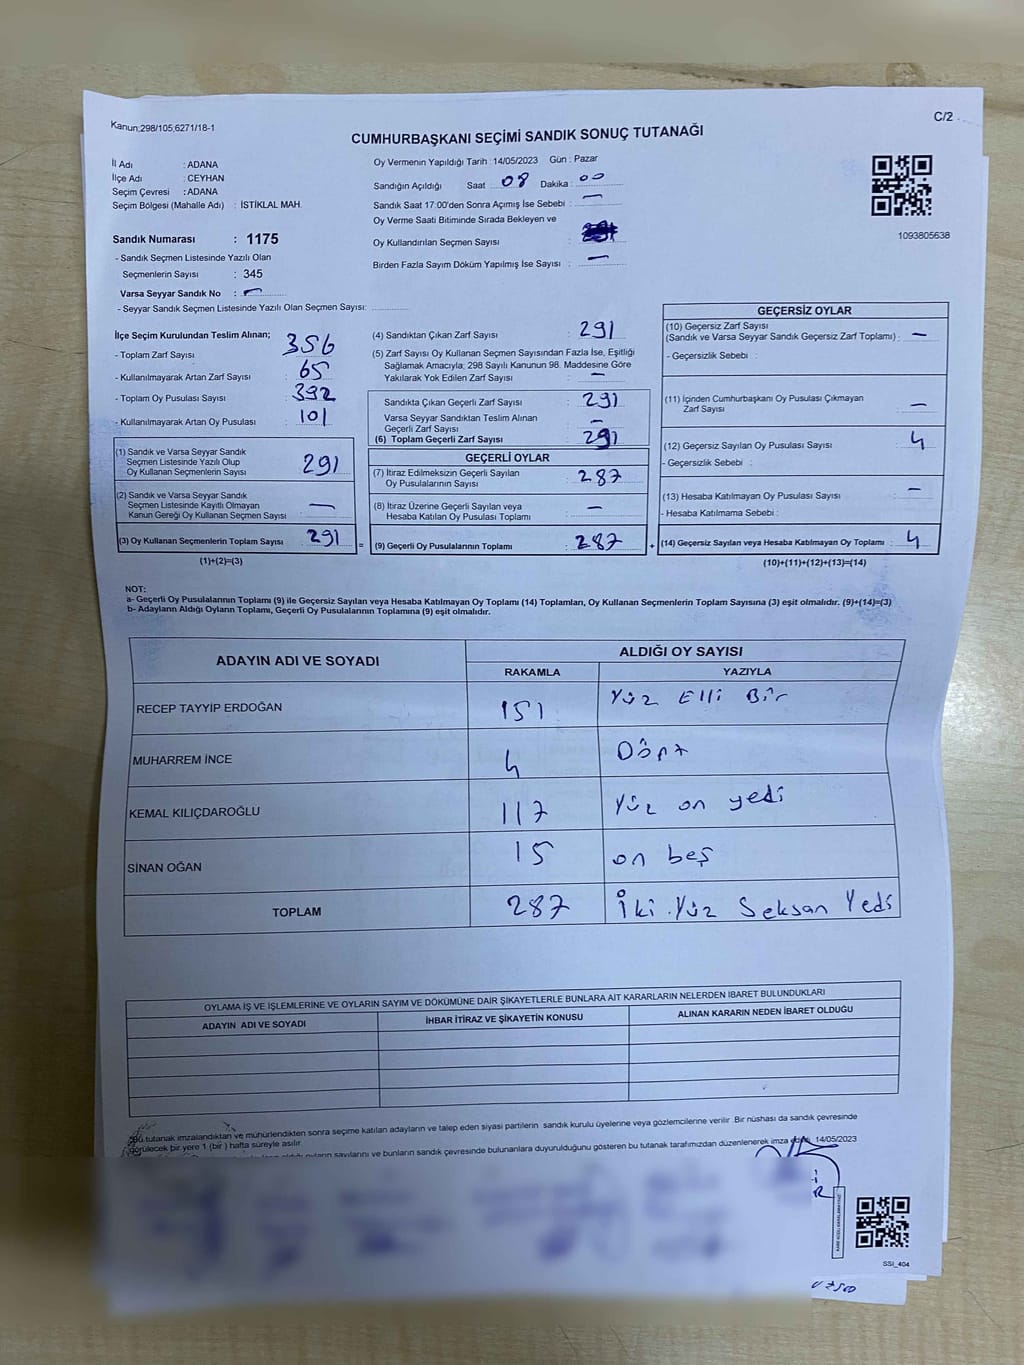 Kanun;298/105;6271/18-1
C/2
CUMHURBAŞKANI SEÇİMİ SANDIK SONUÇ TUTANAĞI
İl Adı : ADANA
İlçe Adı : CEYHAN
Seçim Çevresi : ADANA
Seçim Bölgesi (Mahalle Adı) : İSTİKLAL MAH.
Sandık Numarası : 1175
- Sandık Seçmen Listesinde Yazılı Olan
Seçmenlerin Sayısı : 345
Varsa Seyyar Sandık No : —
- Seyyar Sandık Seçmen Listesinde Yazılı Olan Seçmen Sayısı:
Oy Vermenin Yapıldığı Tarih : 14/05/2023 Gün : Pazar
Sandığın Açıldığı Saat 08 Dakika : 00
Sandık Saat 17:00'den Sonra Açımış İse Sebebi : —
Oy Verme Saati Bitiminde Sırada Bekleyen ve
Oy Kullandırılan Seçmen Sayısı :
Birden Fazla Sayım Döküm Yapılmış İse Sayısı : —
1093805638
İlçe Seçim Kurulundan Teslim Alınan;
- Toplam Zarf Sayısı : 356
- Kullanılmayarak Artan Zarf Sayısı : 65
- Toplam Oy Pusulası Sayısı : 392
- Kullanılmayarak Artan Oy Pusulası : 101
(1) Sandık ve Varsa Seyyar Sandık
Seçmen Listesinde Yazılı Olup
Oy Kullanan Seçmenlerin Sayısı : 291
(2) Sandık ve Varsa Seyyar Sandık
Seçmen Listesinde Kayıtlı Olmayan
Kanun Gereği Oy Kullanan Seçmen Sayısı : —
(3) Oy Kullanan Seçmenlerin Toplam Sayısı : 291
(1)+(2)=(3)
(4) Sandıktan Çıkan Zarf Sayısı : 291
(5) Zarf Sayısı Oy Kullanan Seçmen Sayısından Fazla İse, Eşitliği
Sağlamak Amacıyla; 298 Sayılı Kanunun 98. Maddesine Göre
Yakılarak Yok Edilen Zarf Sayısı : —
Sandıkta Çıkan Geçerli Zarf Sayısı : 291
Varsa Seyyar Sandıktan Teslim Alınan
Geçerli Zarf Sayısı : —
(6) Toplam Geçerli Zarf Sayısı : 291
GEÇERLİ OYLAR
(7) İtiraz Edilmeksizin Geçerli Sayılan
Oy Pusulalarının Sayısı : 287
(8) İtiraz Üzerine Geçerli Sayılan veya
Hesaba Katılan Oy Pusulası Toplamı : —
= (9) Geçerli Oy Pusulalarının Toplamı : 287
GEÇERSİZ OYLAR
(10) Geçersiz Zarf Sayısı
(Sandık ve Varsa Seyyar Sandık Geçersiz Zarf Toplamı) : —
- Geçersizlik Sebebi :
(11) İçinden Cumhurbaşkanı Oy Pusulası Çıkmayan
Zarf Sayısı : —
(12) Geçersiz Sayılan Oy Pusulası Sayısı : 4
- Geçersizlik Sebebi :
(13) Hesaba Katılmayan Oy Pusulası Sayısı : —
- Hesaba Katılmama Sebebi :
+ (14) Geçersiz Sayılan veya Hesaba Katılmayan Oy Toplamı : 4
(10)+(11)+(12)+(13)=(14)
NOT:
a- Geçerli Oy Pusulalarının Toplamı (9) ile Geçersiz Sayılan veya Hesaba Katılmayan Oy Toplamı (14) Toplamları, Oy Kullanan Seçmenlerin Toplam Sayısına (3) eşit olmalıdır. (9)+(14)=(3)
b- Adayların Aldığı Oyların Toplamı, Geçerli Oy Pusulalarının Toplamına (9) eşit olmalıdır.
ADAYIN ADI VE SOYADI
ALDIĞI OY SAYISI
RAKAMLA YAZIYLA
RECEP TAYYİP ERDOĞAN 151 Yüz Elli Bir
MUHARREM İNCE 4 Dört
KEMAL KILIÇDAROĞLU 117 Yüz on yedi
SİNAN OĞAN 15 on beş
TOPLAM 287 İki Yüz Seksan Yedi
OYLAMA İŞ VE İŞLEMLERİNE VE OYLARIN SAYIM VE DÖKÜMÜNE DAİR ŞİKAYETLERLE BUNLARA AİT KARARLARIN NELERDEN İBARET BULUNDUKLARI
ADAYIN ADI VE SOYADI İHBAR İTİRAZ VE ŞİKAYETİN KONUSU ALINAN KARARIN NEDEN İBARET OLDUĞU
Bu tutanak imzalandıktan ve mühürlendikten sonra seçime katılan adayların ve talep eden siyasi partilerin sandık kurulu üyelerine veya gözlemcilerine verilir. Bir nüshası da sandık çevresinde
görülecek bir yere 1 (bir) hafta süreyle asılır.
oyların sayılarını ve bunların sandık çevresinde bulunanlara duyurulduğunu gösteren bu tutanak tarafımızdan düzenlenerek imza 14/05/2023
SSI_404